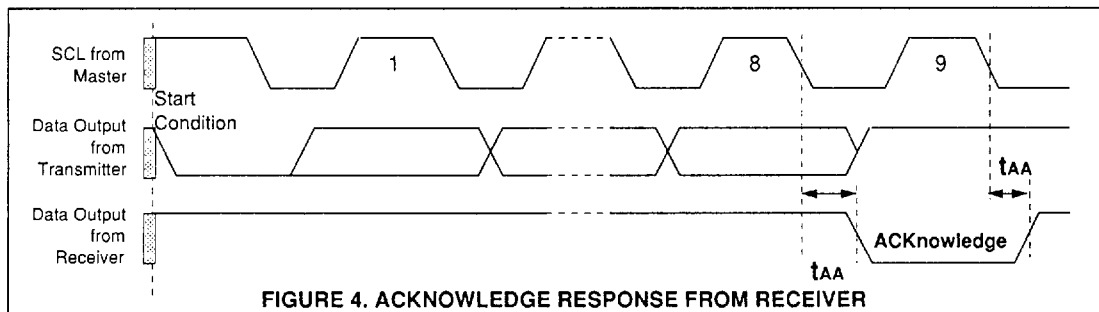 SCL from
Master
1
8
9
Start
Condition
Data Output
from
Transmitter
tAA
Data Output
from
Receiver
ACKnowledge
tAA
FIGURE 4. ACKNOWLEDGE RESPONSE FROM RECEIVER